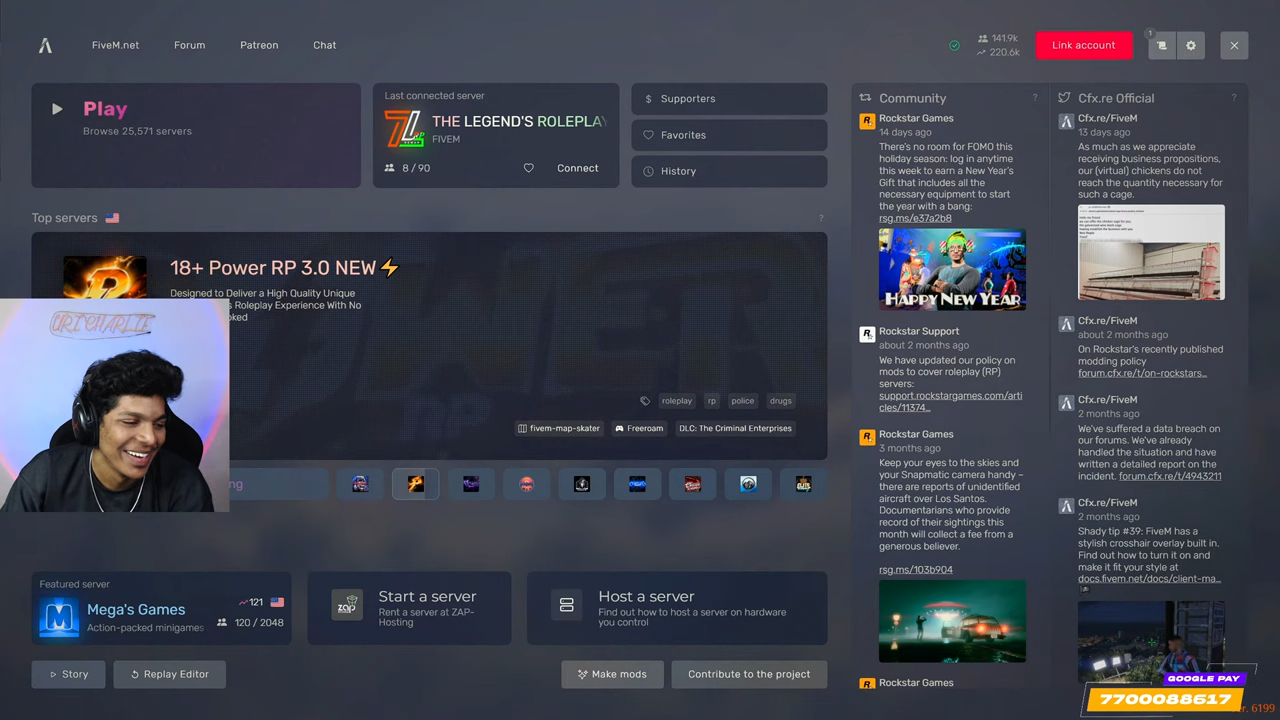 FiveM.net
Forum
Patreon
Chat
141.9k
220.6k
Link account
1
Play
Browse 25,571 servers
Last connected server
THE LEGEND'S ROLEPLAY
FIVEM
8 / 90
Connect
$ Supporters
Favorites
History
Top servers
18+ Power RP 3.0 NEW⚡
Designed to Deliver a High Quality Unique
s Roleplay Experience With No
oked
roleplay
rp
police
drugs
fivem-map-skater
Freeroam
DLC: The Criminal Enterprises
ORICHARLIE
ng
Featured server
Mega's Games
Action-packed minigames
121
120 / 2048
Start a server
Rent a server at ZAP-
Hosting
Host a server
Find out how to host a server on hardware
you control
Story
Replay Editor
Make mods
Contribute to the project
Community
?
Rockstar Games
14 days ago
There's no room for FOMO this
holiday season: log in anytime
this week to earn a New Year's
Gift that includes all the
necessary equipment to start
the year with a bang:
rsg.ms/e37a2b8
HAPPY NEW YEAR
Rockstar Support
about 2 months ago
We have updated our policy on
mods to cover roleplay (RP)
servers:
support.rockstargames.com/arti
cles/11374…
Rockstar Games
3 months ago
Keep your eyes to the skies and
your Snapmatic camera handy –
there are reports of unidentified
aircraft over Los Santos.
Documentarians who provide
record of their sightings this
month will collect a fee from a
generous believer.
rsg.ms/103b904
Rockstar Games
Cfx.re Official
?
Cfx.re/FiveM
13 days ago
As much as we appreciate
receiving business propositions,
our (virtual) chickens do not
reach the quantity necessary for
such a cage.
Cfx.re/FiveM
about 2 months ago
On Rockstar's recently published
modding policy
forum.cfx.re/t/on-rockstars…
Cfx.re/FiveM
2 months ago
We've suffered a data breach on
our forums. We've already
handled the situation and have
written a detailed report on the
incident. forum.cfx.re/t/4943211
Cfx.re/FiveM
2 months ago
Shady tip #39: FiveM has a
stylish crosshair overlay built in.
Find out how to turn it on and
make it fit your style at
docs.fivem.net/docs/client-ma…
GOOGLE PAY
7700088617
er. 6199